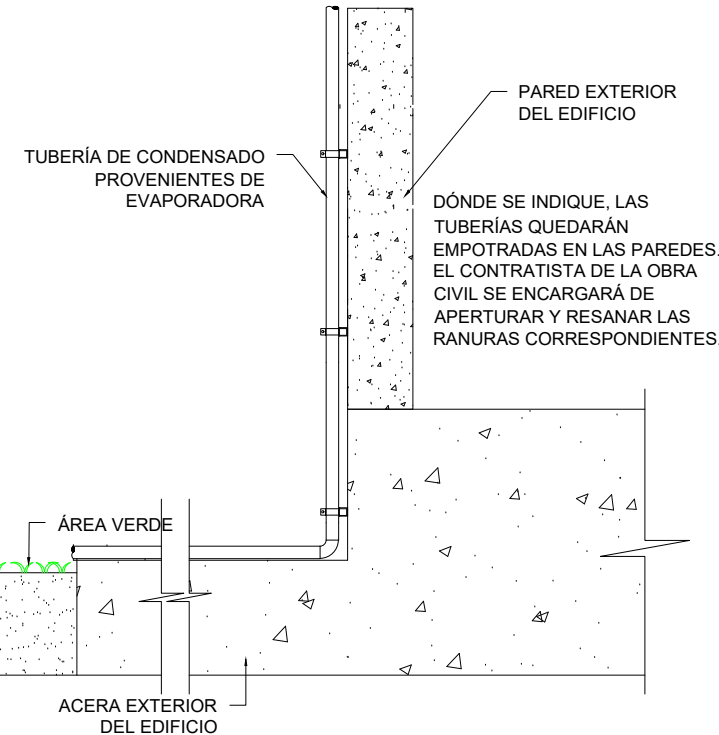 PARED EXTERIOR
DEL EDIFICIO
TUBERÍA DE CONDENSADO
PROVENIENTES DE
EVAPORADORA
DÓNDE SE INDIQUE, LAS
TUBERÍAS QUEDARÁN
EMPOTRADAS EN LAS PAREDES.
EL CONTRATISTA DE LA OBRA
CIVIL SE ENCARGARÁ DE
APERTURAR Y RESANAR LAS
RANURAS CORRESPONDIENTES.
ÁREA VERDE
ACERA EXTERIOR
DEL EDIFICIO